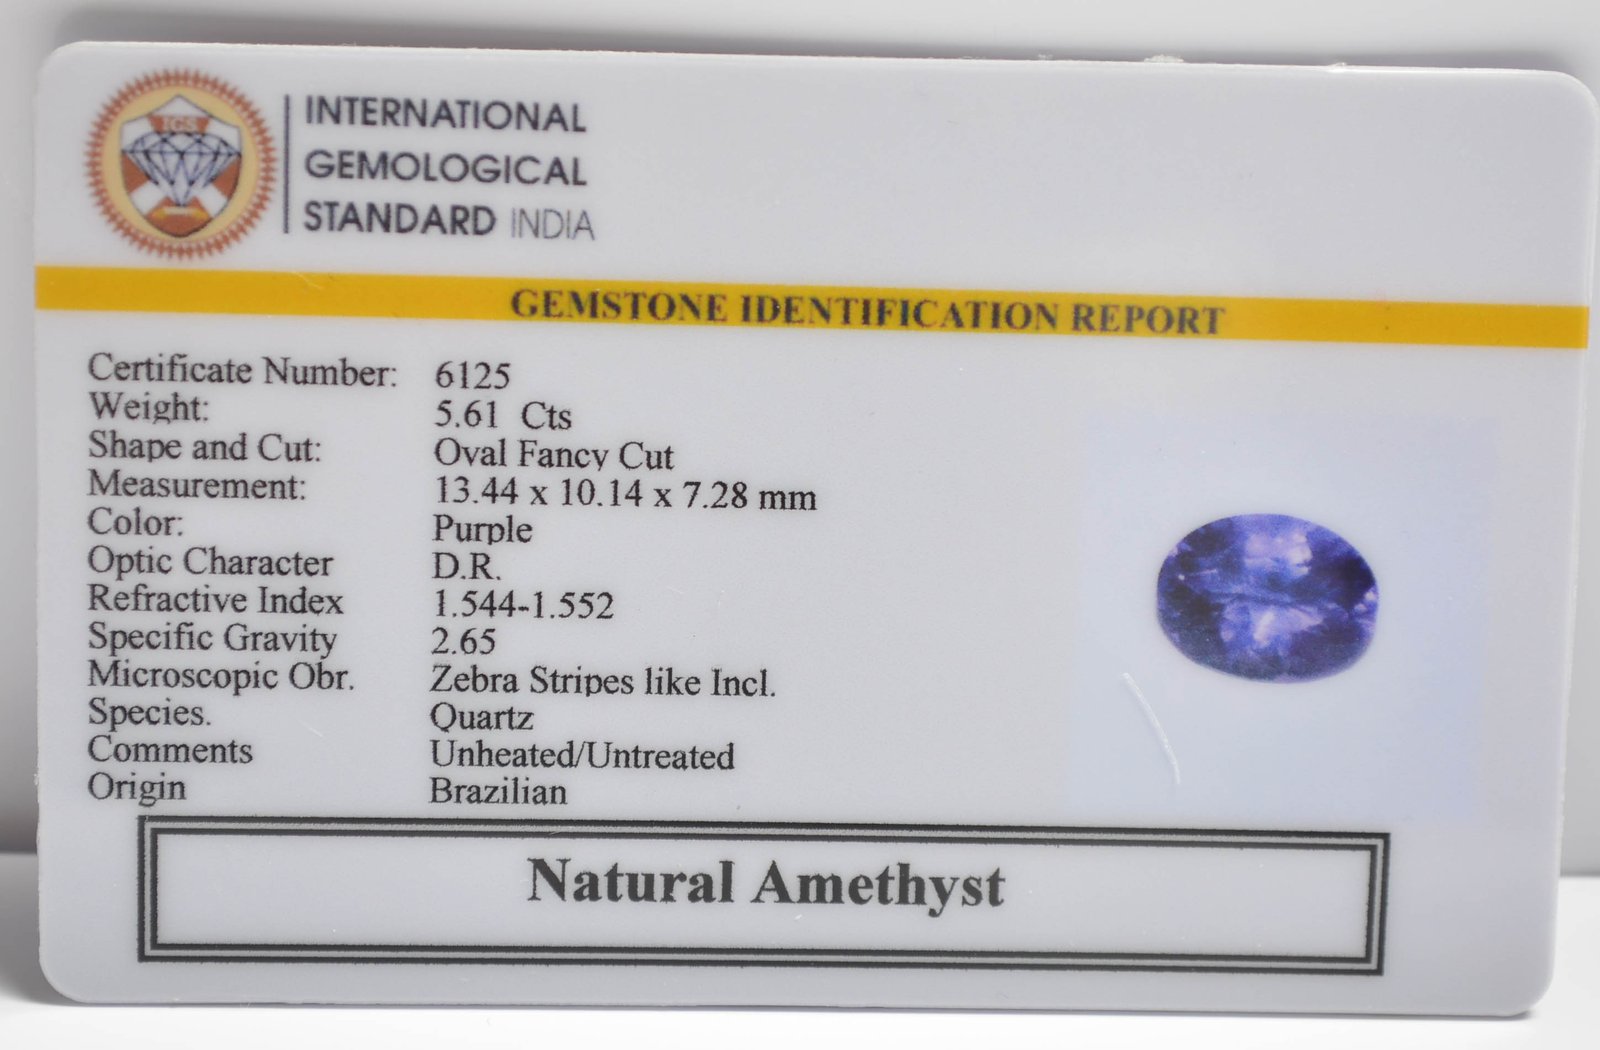 IGS
INTERNATIONAL
GEMOLOGICAL
STANDARD INDIA
GEMSTONE IDENTIFICATION REPORT
Certificate Number: 6125
Weight: 5.61 Cts
Shape and Cut: Oval Fancy Cut
Measurement: 13.44 x 10.14 x 7.28 mm
Color: Purple
Optic Character D.R.
Refractive Index 1.544-1.552
Specific Gravity 2.65
Microscopic Obr. Zebra Stripes like Incl.
Species. Quartz
Comments Unheated/Untreated
Origin Brazilian
Natural Amethyst